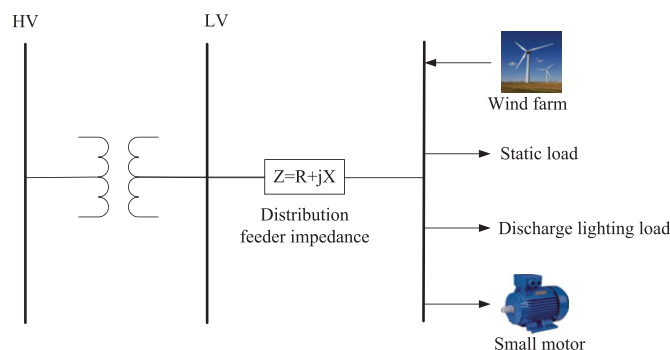 HV
LV
Wind farm
Static load
Z=R+jX
Distribution
feeder impedance
Discharge lighting load
Small motor